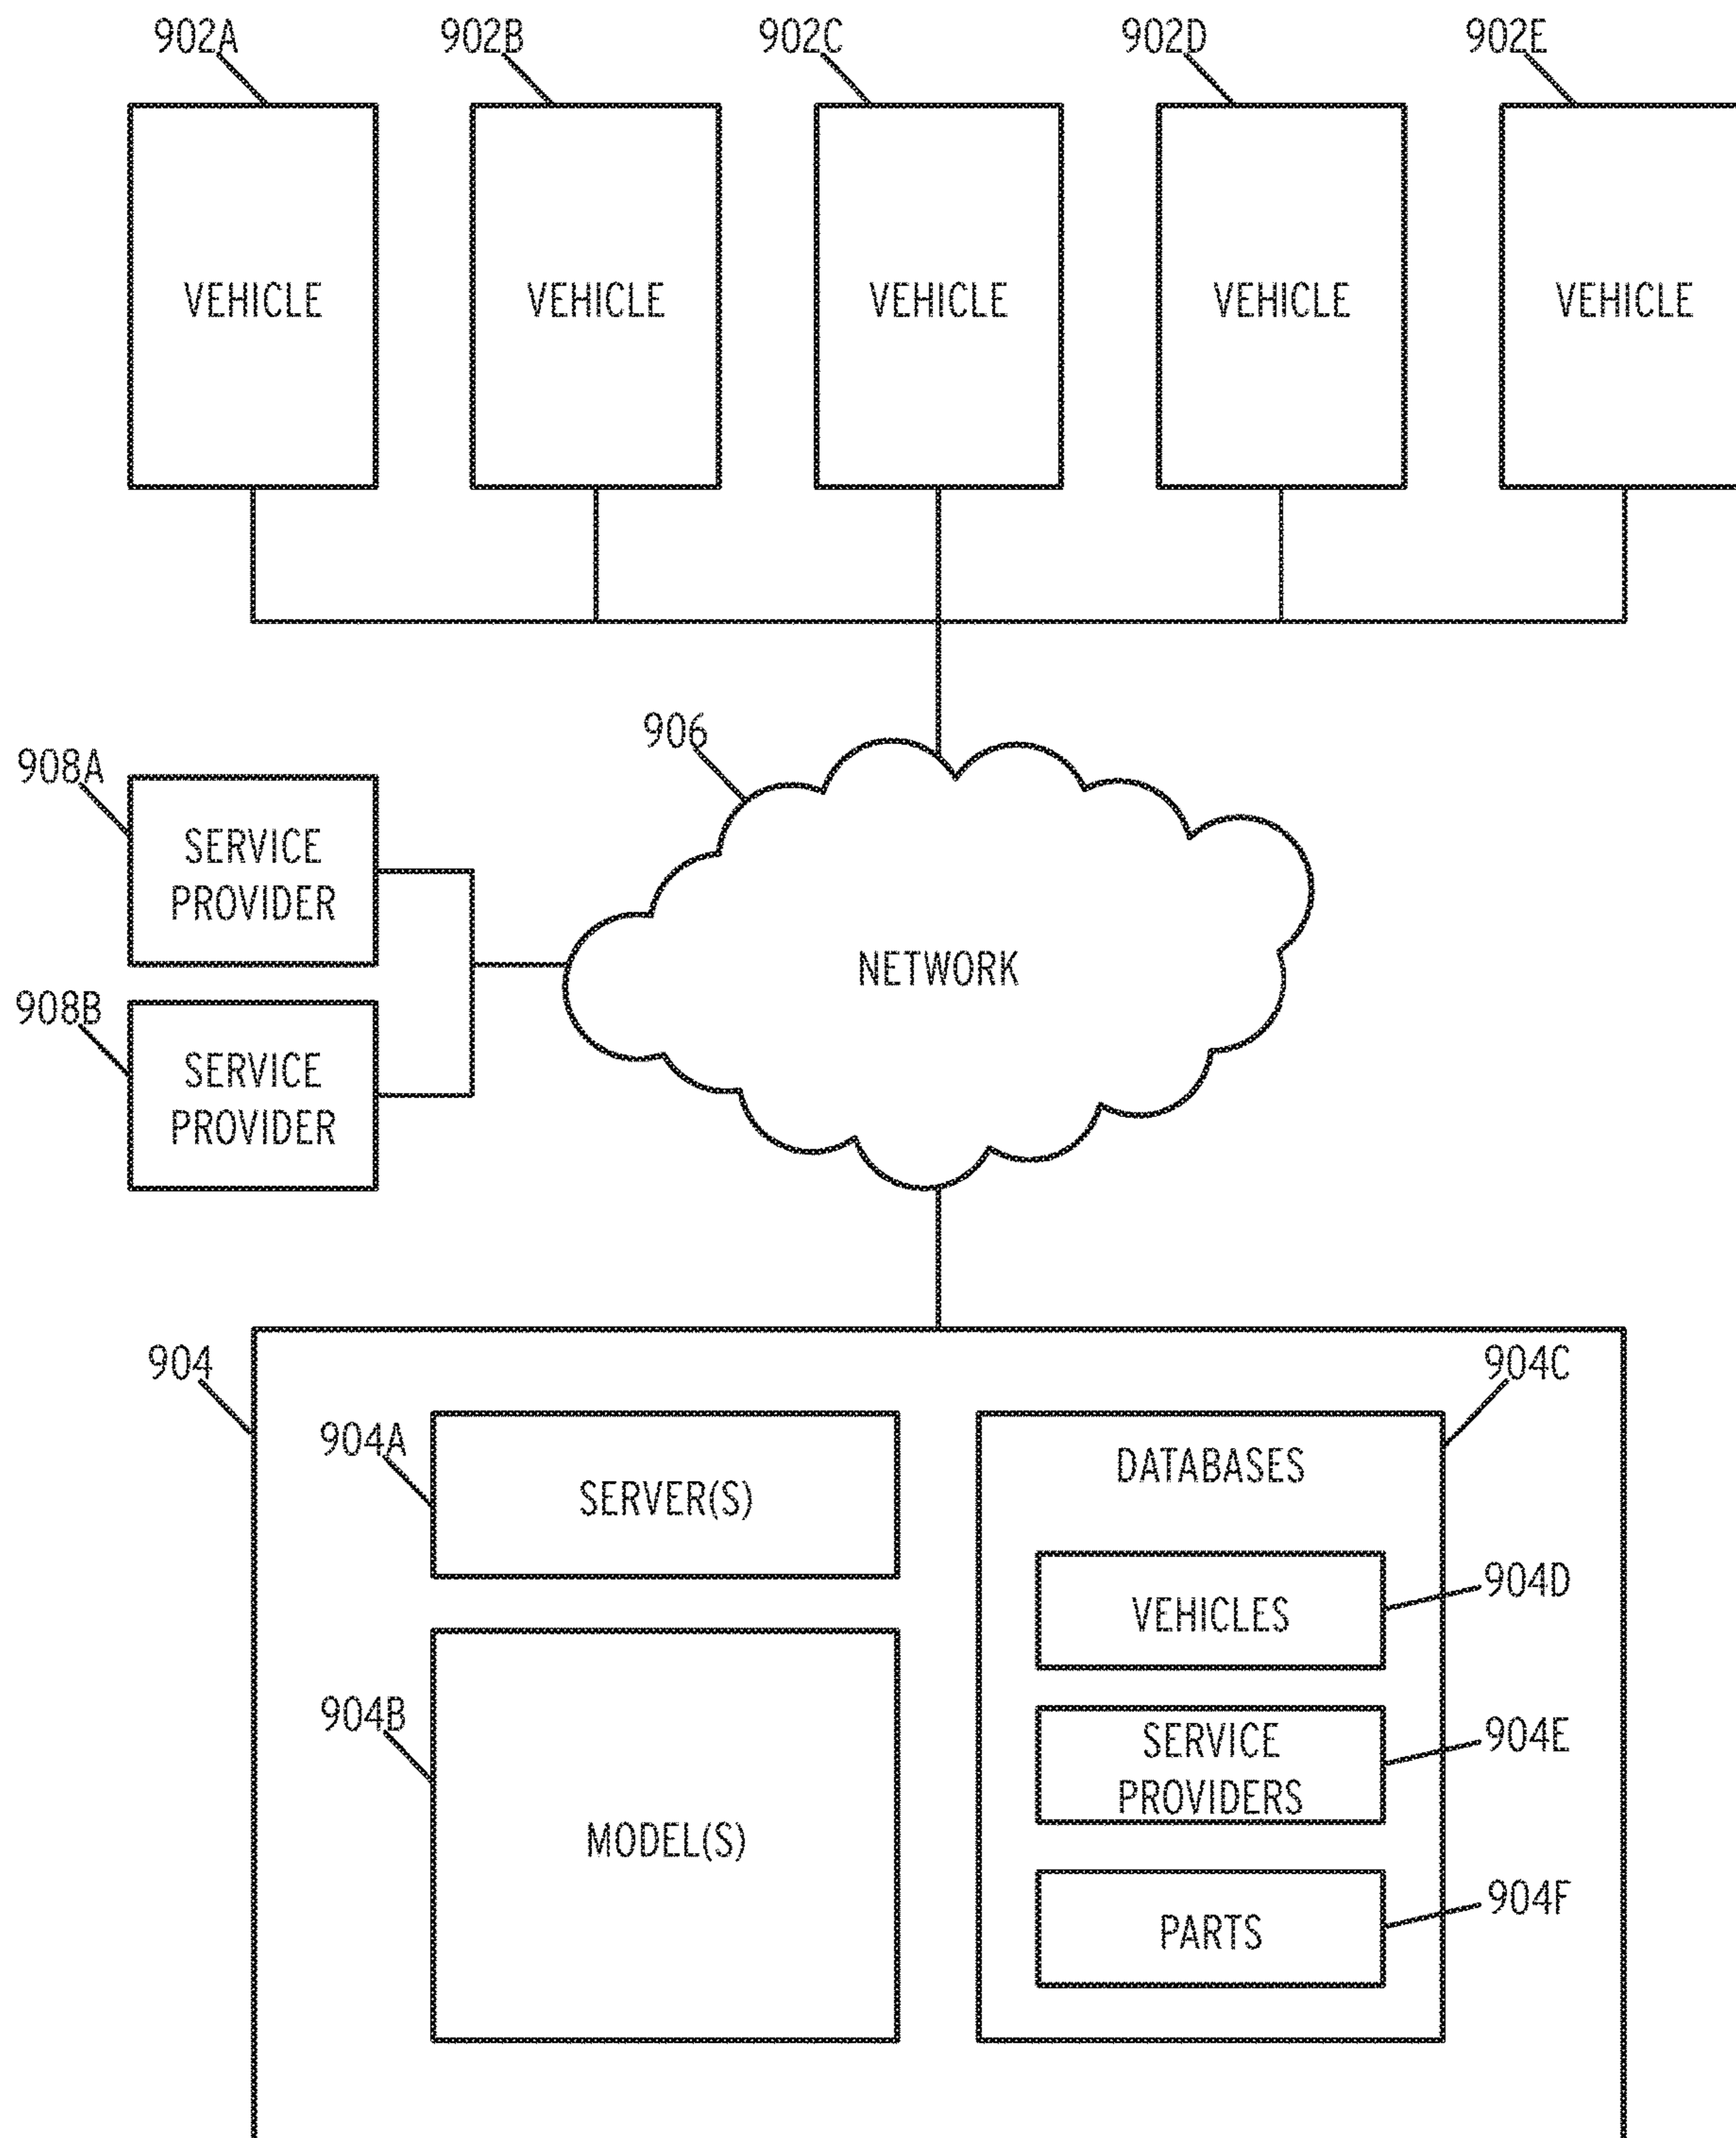 902A
902B
902C
902D
902E
VEHICLE
VEHICLE
VEHICLE
VEHICLE
VEHICLE
906
908A
SERVICE
PROVIDER
NETWORK
908B
SERVICE
PROVIDER
904
904C
904A
SERVER(S)
DATABASES
904D
VEHICLES
904B
MODEL(S)
904E
SERVICE
PROVIDERS
904F
PARTS